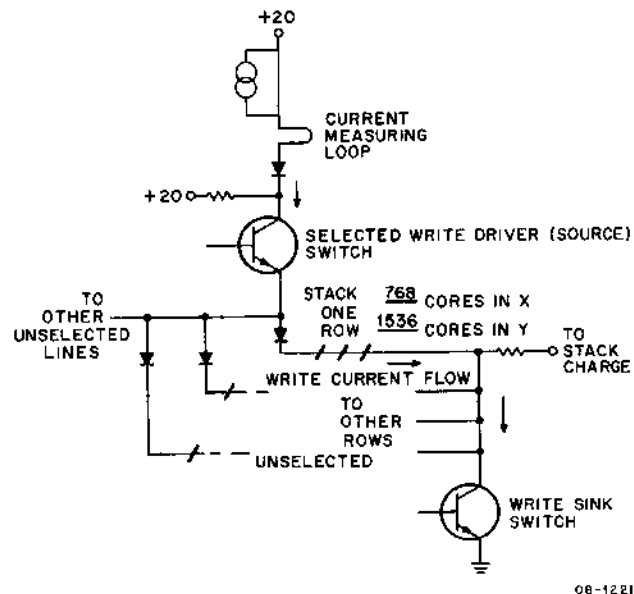 +20
CURRENT
MEASURING
LOOP
+20
SELECTED WRITE DRIVER (SOURCE)
SWITCH
TO
OTHER
UNSELECTED
LINES
STACK
ONE
ROW
768 CORES IN X
1536 CORES IN Y
TO
STACK
CHARGE
WRITE CURRENT FLOW
TO
OTHER
ROWS
UNSELECTED
WRITE SINK
SWITCH
08-1221